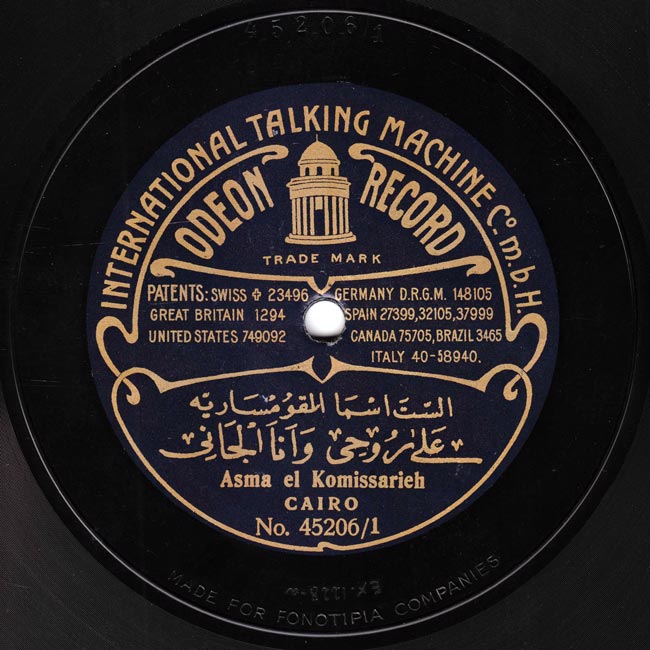 45206/1
INTERNATIONAL TALKING MACHINE Co. m.b.H.
ODEON RECORD
TRADE MARK
PATENTS: SWISS ✠ 23496 GERMANY D.R.G.M. 148105
GREAT BRITAIN 1294 SPAIN 27399,32105,37999
UNITED STATES 749092 CANADA 75705, BRAZIL 3465
ITALY 40-58940.
الست اسما المقومساريه
على روحى وانا الجانى
Asma el Komissarieh
CAIRO
No. 45206/1
MADE FOR FONOTIPIA COMPANIES